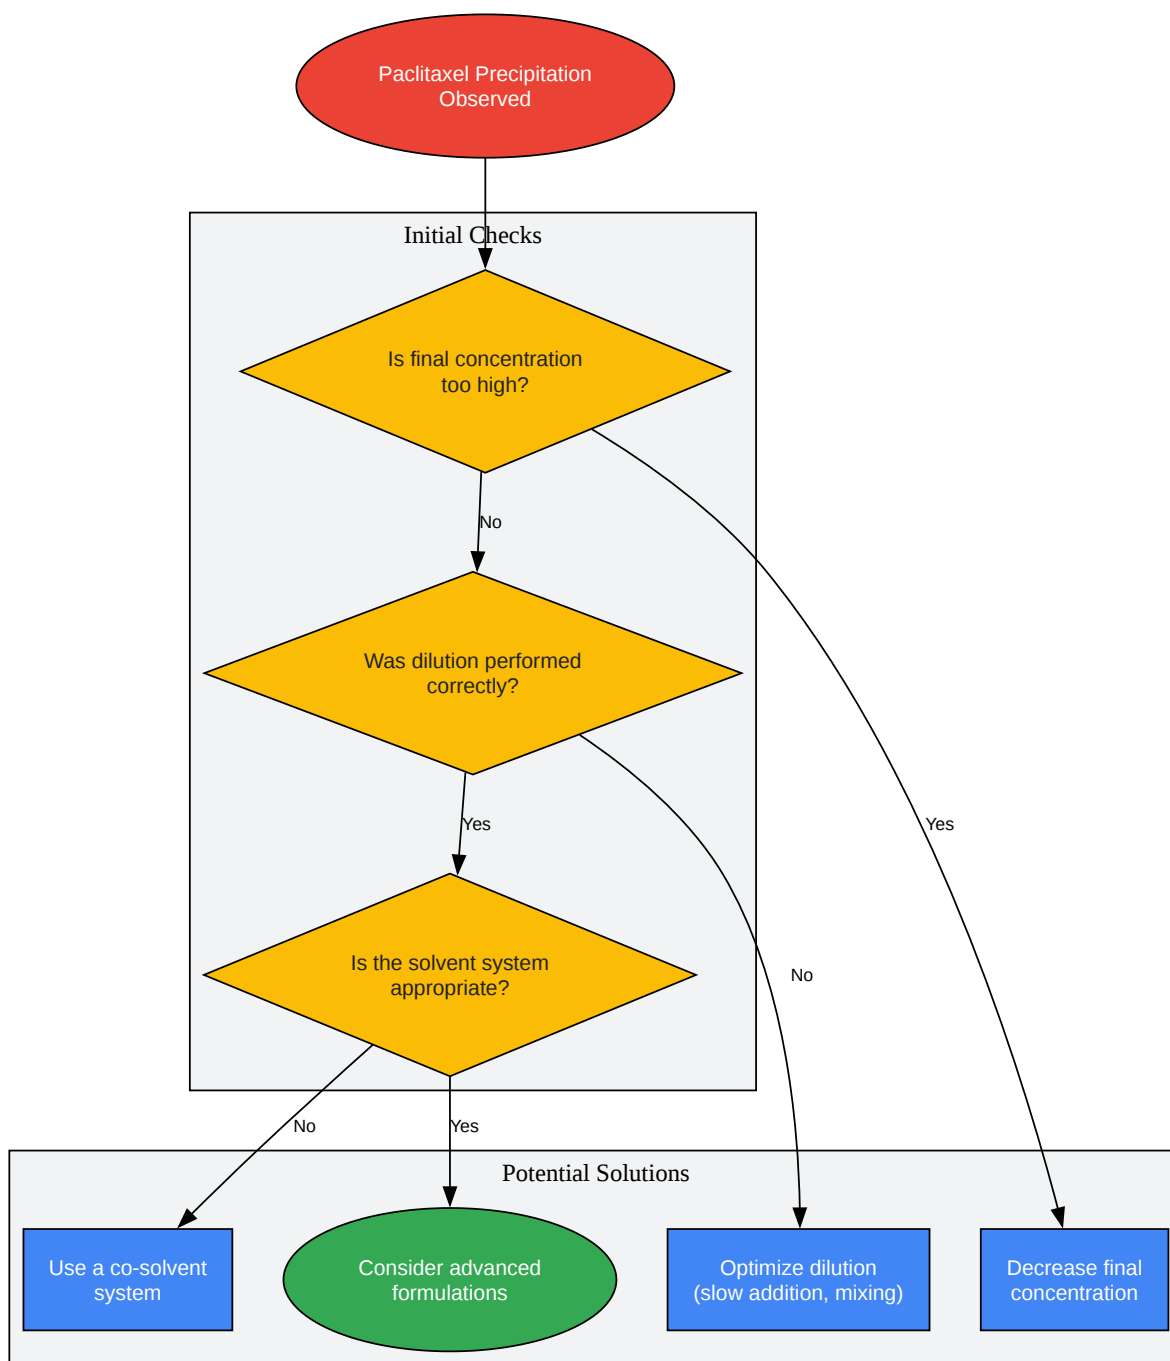 Paclitaxel Precipitation
Observed
Initial Checks
Is final concentration
too high?
No
Was dilution performed
correctly?
Yes
Yes
Is the solvent system
appropriate?
No
No
Yes
Potential Solutions
Use a co-solvent
system
Consider advanced
formulations
Optimize dilution
(slow addition, mixing)
Decrease final
concentration